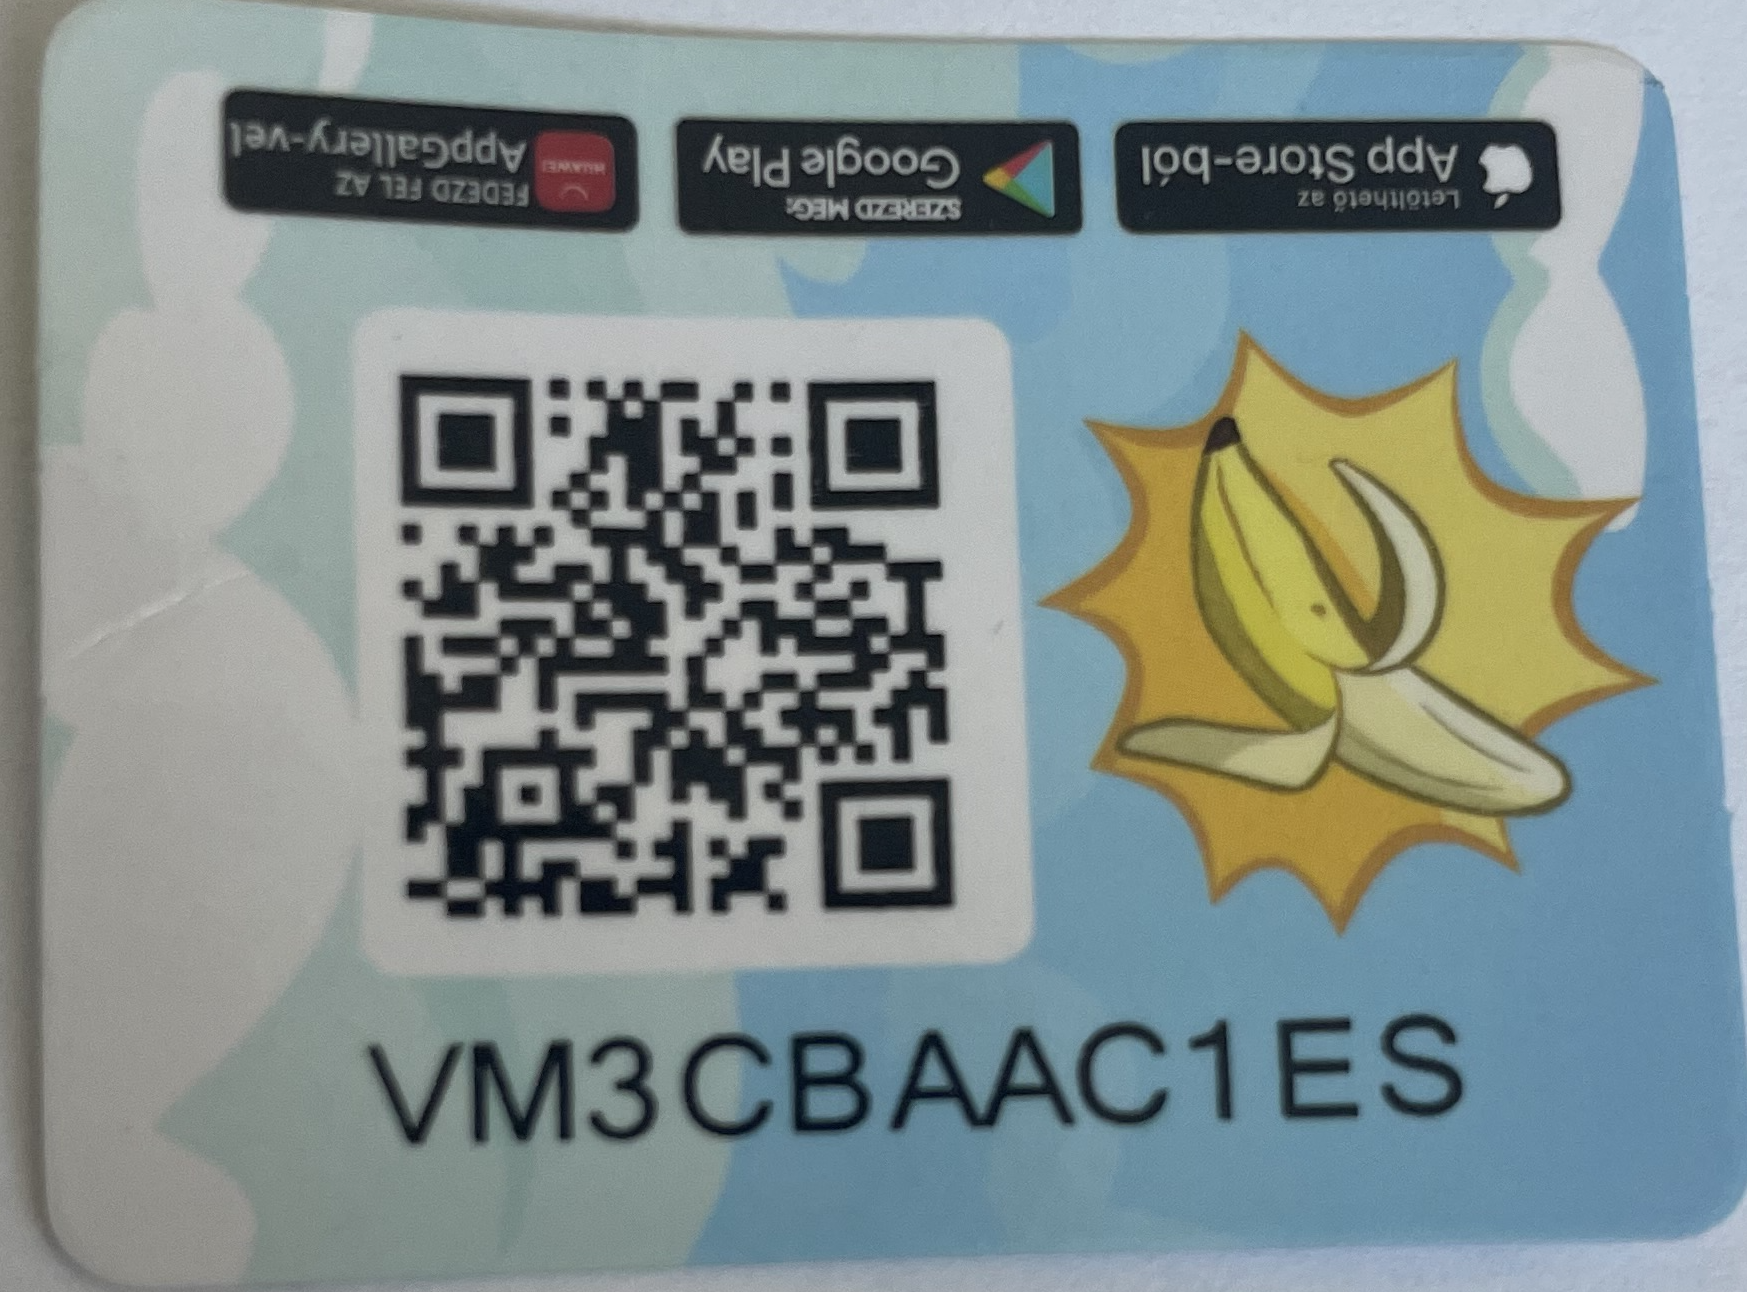 FEDEZD FEL AZ
AppGallery-vel
HUAWEI
SZEREZD MEG:
Google Play
Letölthető az
App Store-ból
VM3CBAAC1ES